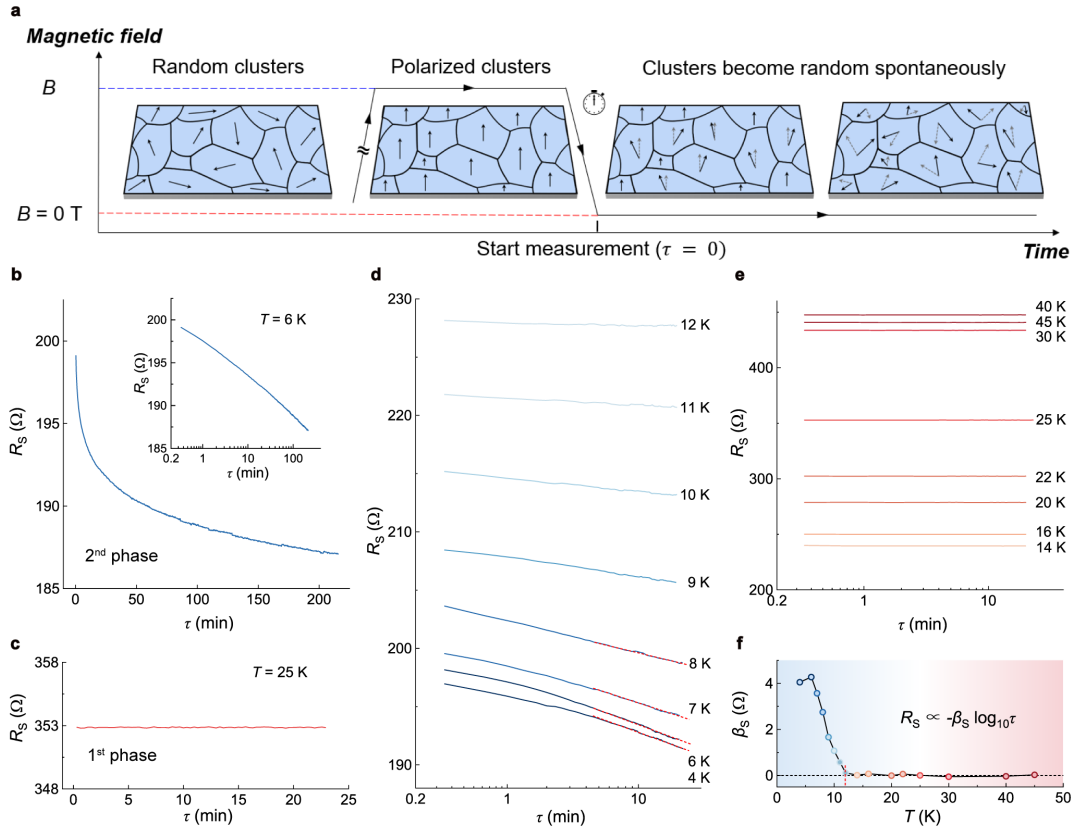 a
Magnetic field
Random clusters
Polarized clusters
Clusters become random spontaneously
B
≈
B = 0 T
Start measurement (τ = 0)
Time
b
T = 6 K
R_S (Ω)
200
195
190
185
0.2
1
10
100
τ (min)
R_S (Ω)
200
195
190
185
2nd phase
0
50
100
150
200
τ (min)
c
T = 25 K
R_S (Ω)
358
353
348
1st phase
0
5
10
15
20
25
τ (min)
d
R_S (Ω)
230
220
210
200
190
12 K
11 K
10 K
9 K
8 K
7 K
6 K
4 K
0.2
1
10
τ (min)
e
R_S (Ω)
400
300
200
40 K
45 K
30 K
25 K
22 K
20 K
16 K
14 K
0.2
1
10
τ (min)
f
β_S (Ω)
4
2
0
R_S ∝ -β_S log₁₀τ
0
10
20
30
40
50
T (K)